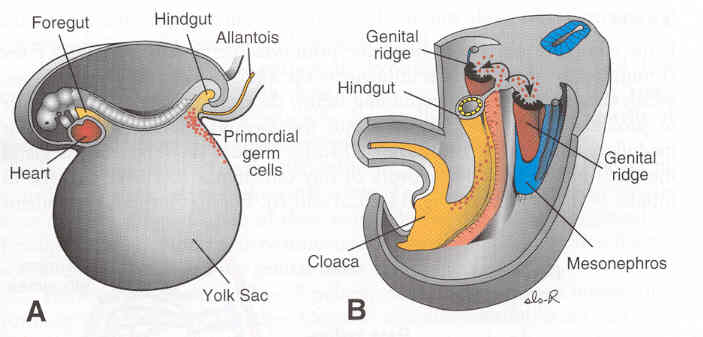 Foregut
Hindgut
Allantois
Primordial
germ
cells
Heart
Yolk Sac
A
Genital
ridge
Hindgut
Genital
ridge
Cloaca
Mesonephros
B
sls-R